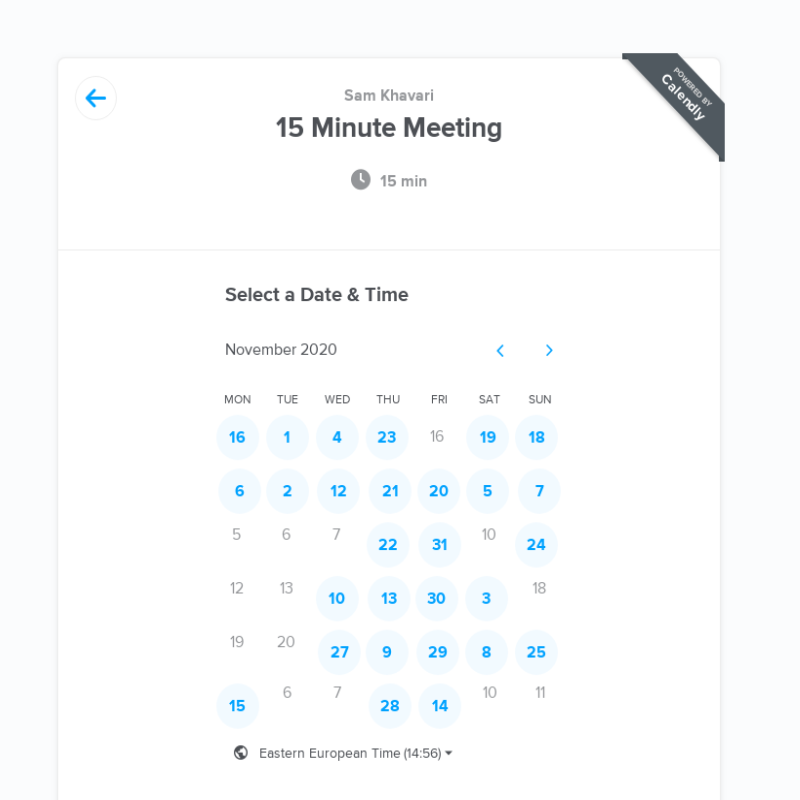 POWERED BY
Calendly
Sam Khavari
15 Minute Meeting
15 min
Select a Date & Time
November 2020
MON TUE WED THU FRI SAT SUN
16 1 4 23 16 19 18
6 2 12 21 20 5 7
5 6 7 22 31 10 24
12 13 10 13 30 3 18
19 20 27 9 29 8 25
15 6 7 28 14 10 11
Eastern European Time (14:56)